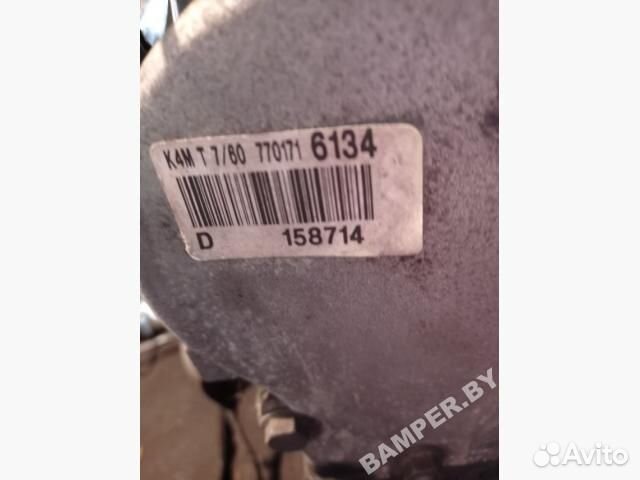 K4M T 7/60 770171 6134
D 158714
BAMPER.BY
Avito